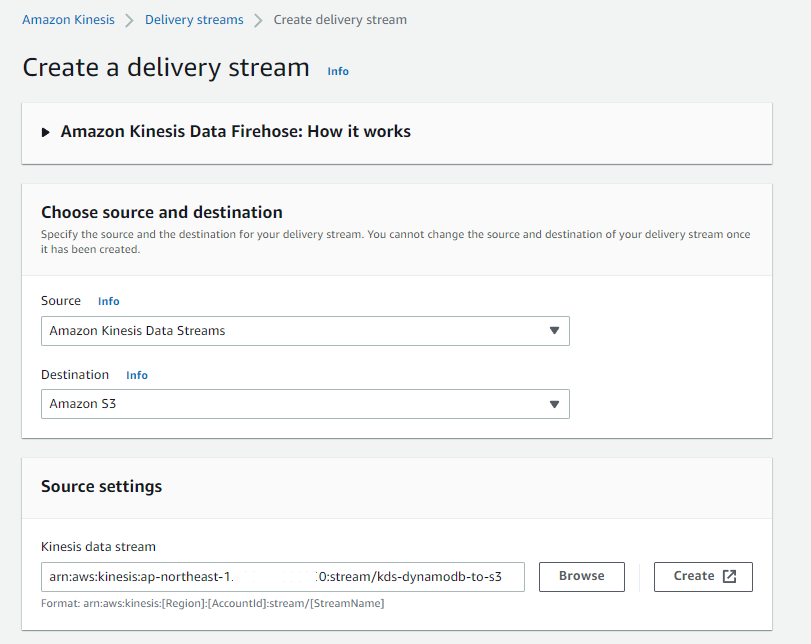 Amazon Kinesis > Delivery streams > Create delivery stream
Create a delivery stream Info
Amazon Kinesis Data Firehose: How it works
Choose source and destination
Specify the source and the destination for your delivery stream. You cannot change the source and destination of your delivery stream once
it has been created.
Source Info
Amazon Kinesis Data Streams
Destination Info
Amazon S3
Source settings
Kinesis data stream
arn:aws:kinesis:ap-northeast-1. 0:stream/kds-dynamodb-to-s3 Browse Create
Format: arn:aws:kinesis:[Region]:[AccountId]:stream/[StreamName]